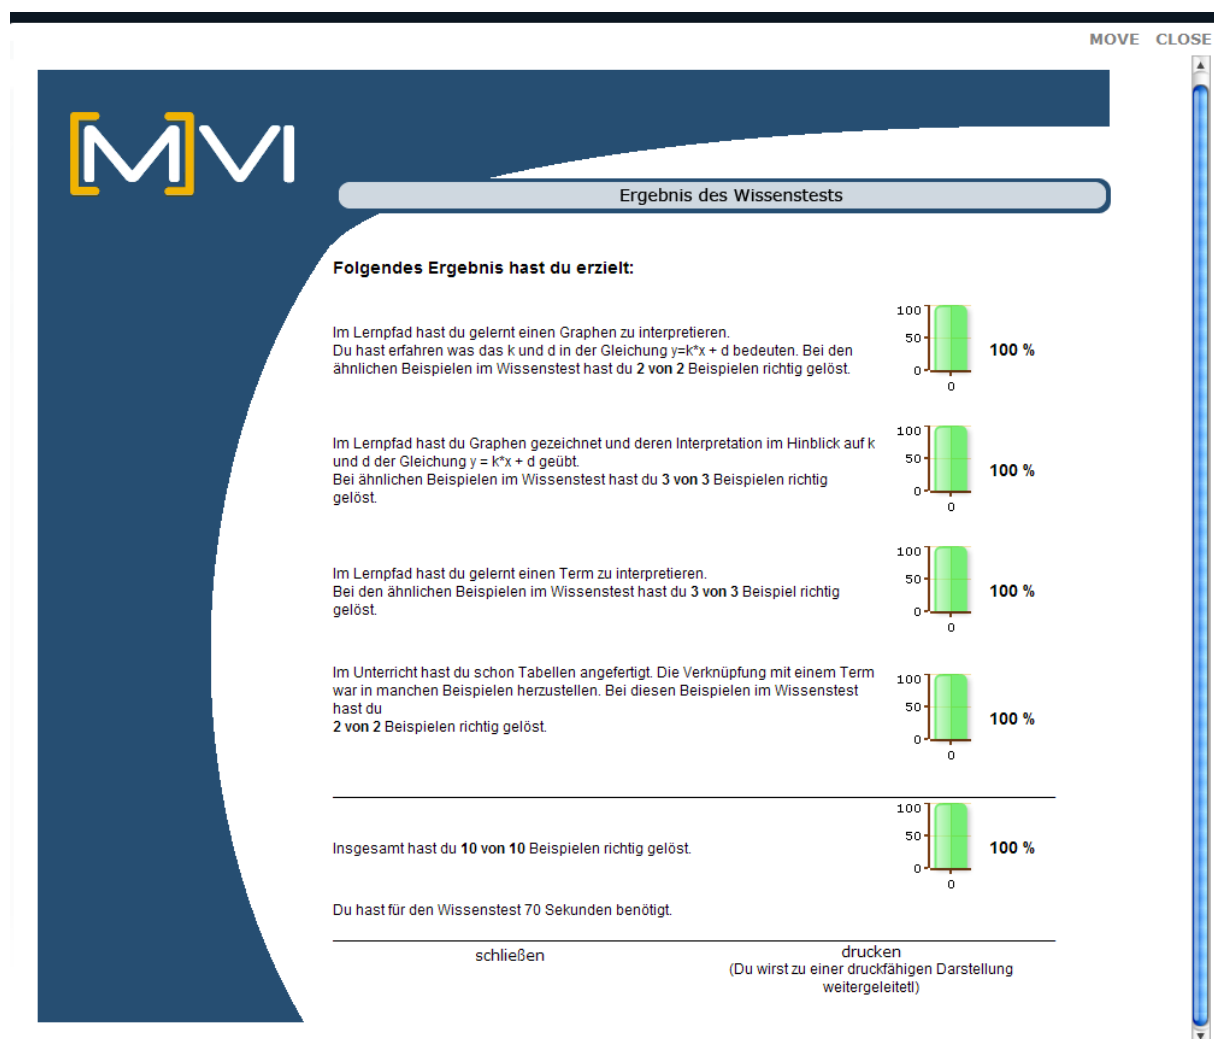 MOVE CLOSE
[M]VI
Ergebnis des Wissenstests
Folgendes Ergebnis hast du erzielt:
Im Lernpfad hast du gelernt einen Graphen zu interpretieren.
Du hast erfahren was das k und d in der Gleichung y=k*x + d bedeuten. Bei den
ähnlichen Beispielen im Wissenstest hast du 2 von 2 Beispielen richtig gelöst.
100
50
0
0
100 %
Im Lernpfad hast du Graphen gezeichnet und deren Interpretation im Hinblick auf k
und d der Gleichung y = k*x + d geübt.
Bei ähnlichen Beispielen im Wissenstest hast du 3 von 3 Beispielen richtig
gelöst.
100
50
0
0
100 %
Im Lernpfad hast du gelernt einen Term zu interpretieren.
Bei den ähnlichen Beispielen im Wissenstest hast du 3 von 3 Beispiel richtig
gelöst.
100
50
0
0
100 %
Im Unterricht hast du schon Tabellen angefertigt. Die Verknüpfung mit einem Term
war in manchen Beispielen herzustellen. Bei diesen Beispielen im Wissenstest
hast du
2 von 2 Beispielen richtig gelöst.
100
50
0
0
100 %
Insgesamt hast du 10 von 10 Beispielen richtig gelöst.
100
50
0
0
100 %
Du hast für den Wissenstest 70 Sekunden benötigt.
schließen
drucken
(Du wirst zu einer druckfähigen Darstellung
weitergeleitetl)